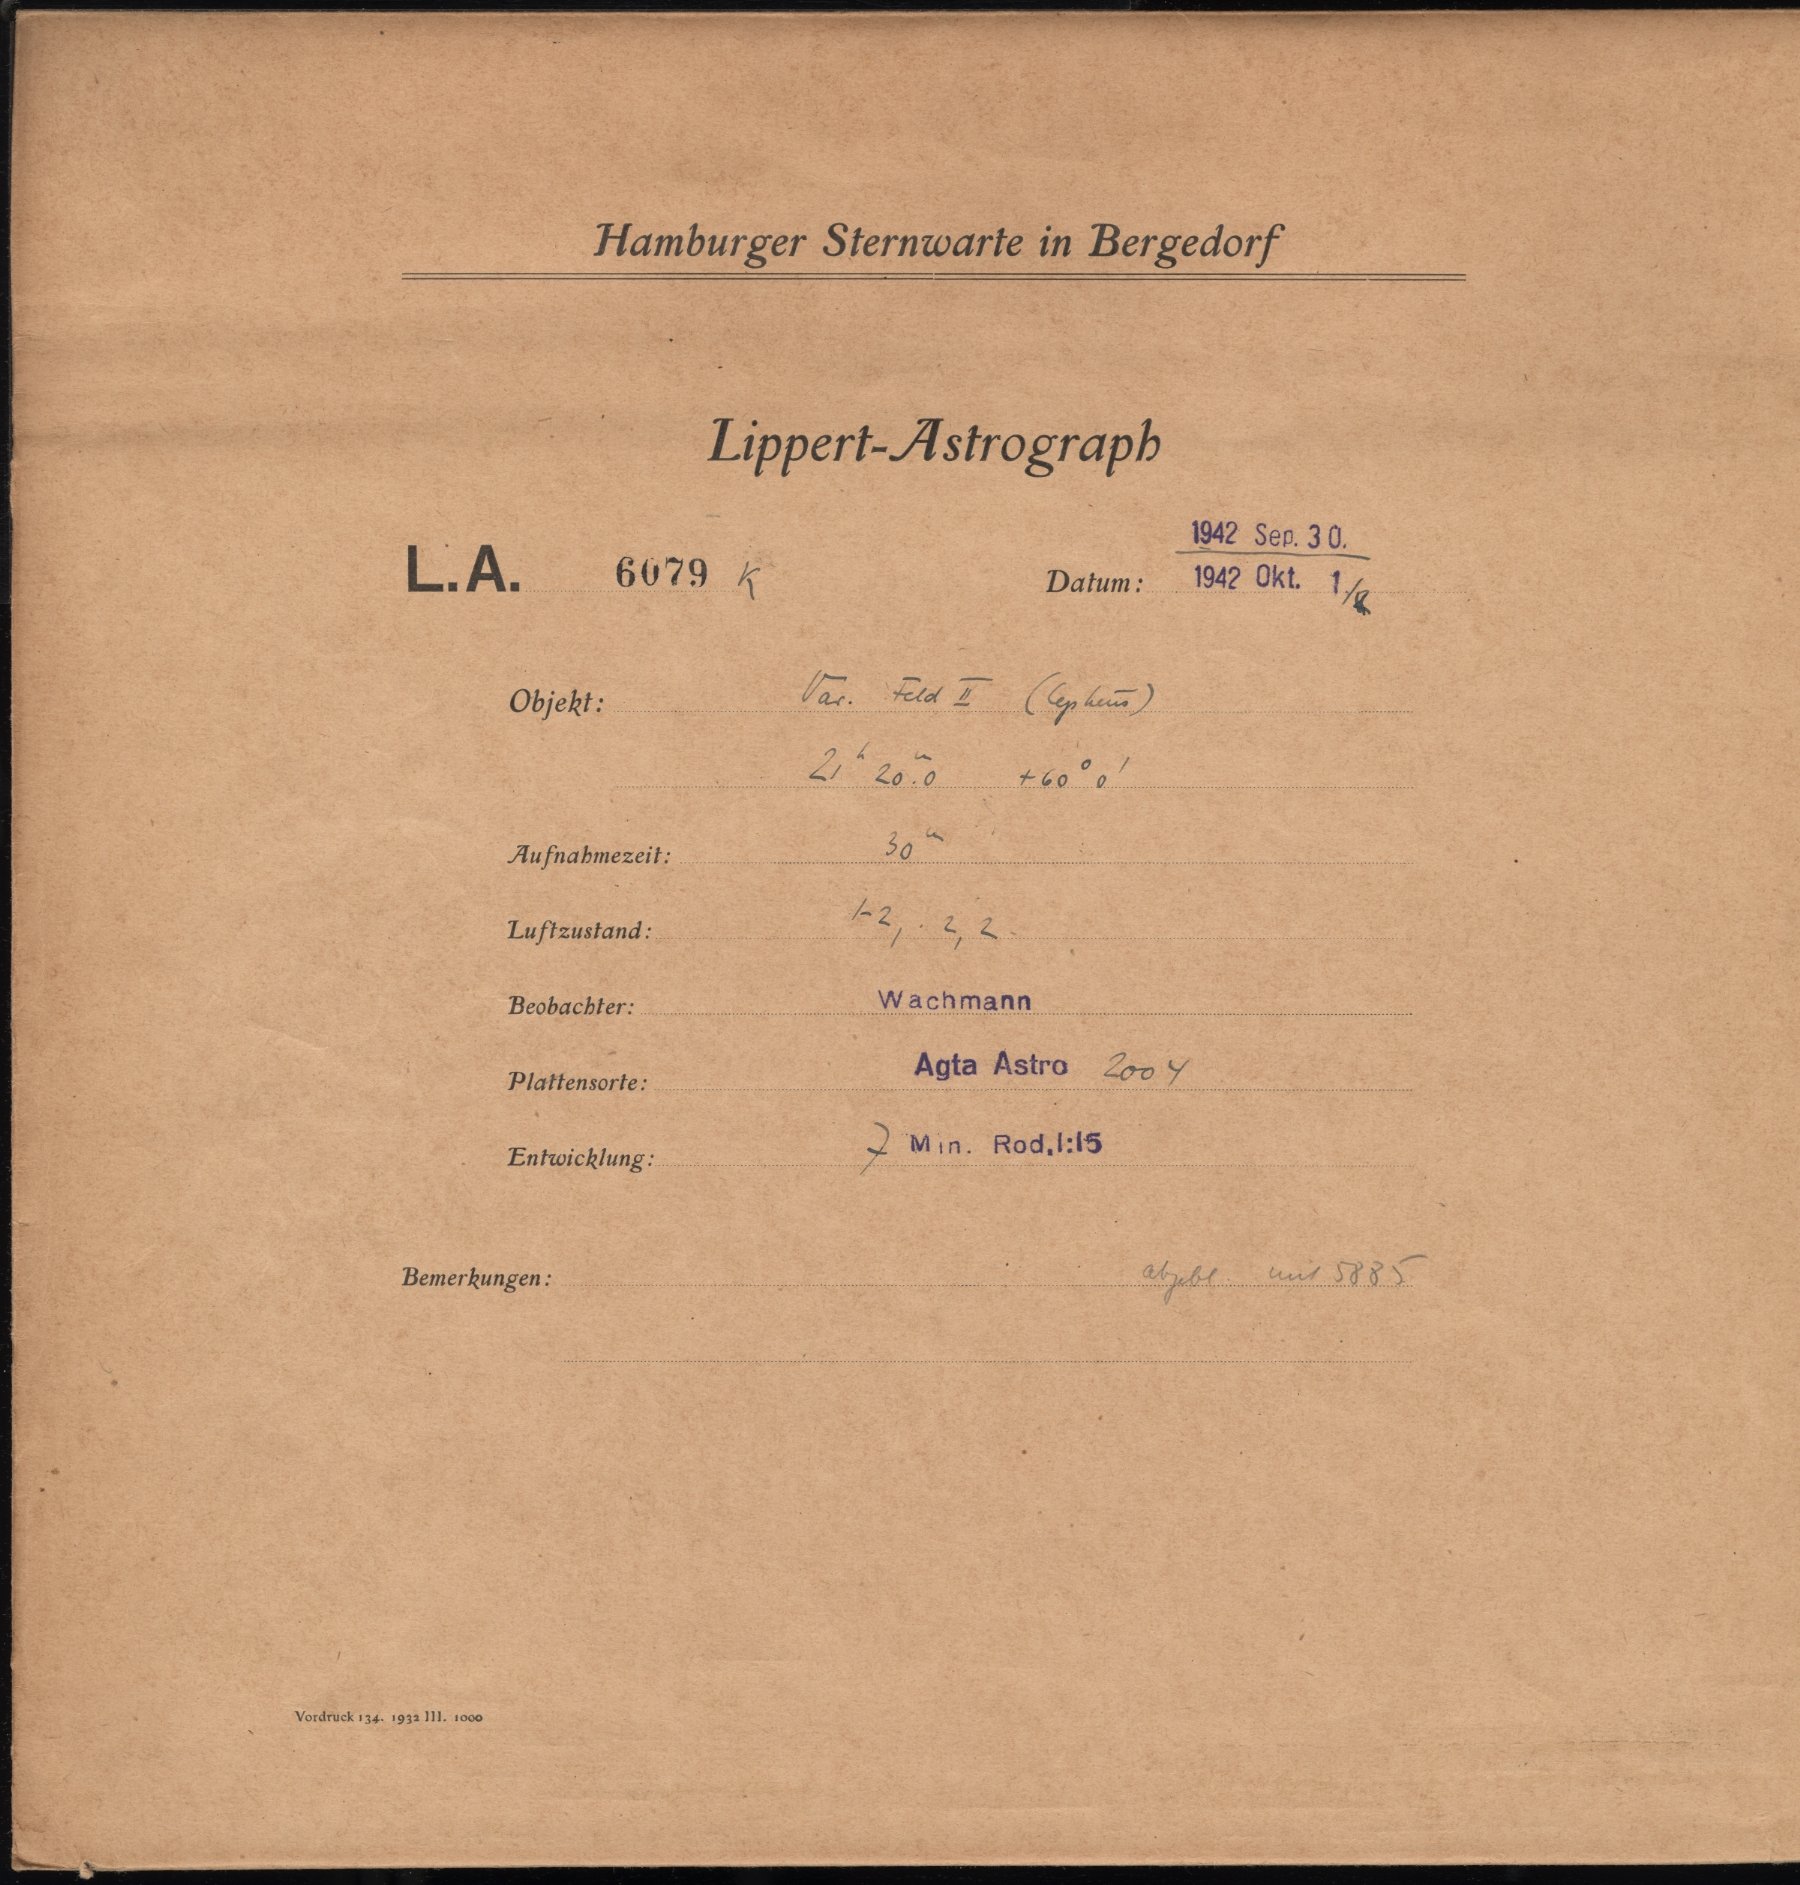 Hamburger Sternwarte in Bergedorf
Lippert-Astrograph
1942 Sep. 30.
L.A. 6079 K Datum: 1942 Okt. 1
Objekt: Var. Feld II (Cepheus)
21h 20m.0 +60° 0'
Aufnahmezeit: 30m
Luftzustand: 1-2, 2, 2
Beobachter: Wachmann
Plattensorte: Agfa Astro 2004
Entwicklung: 7 Min. Rod. 1:15
Bemerkungen: abgebl. mit 5885
Vordruck 134. 1932 III. 1000